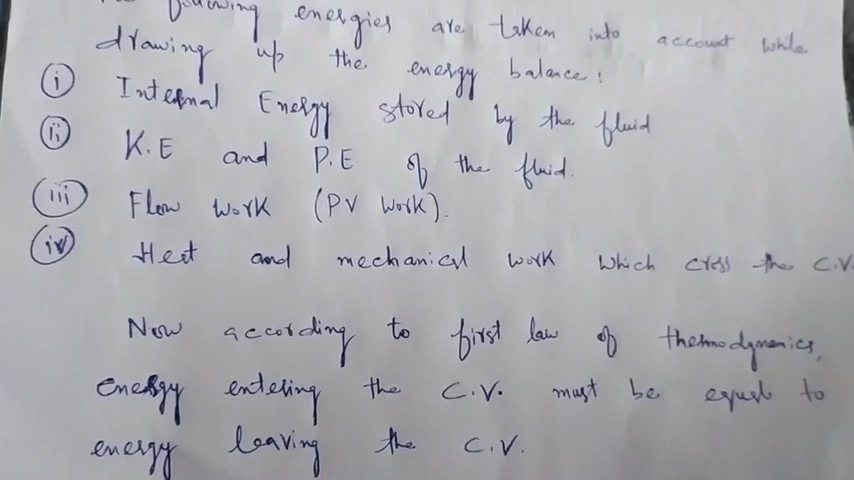 following energies are taken into account while
drawing up the energy balance:
(i) Internal Energy stored by the fluid
(ii) K.E and P.E of the fluid.
(iii) Flow work (PV work).
(iv) Heat and mechanical work which cross the C.V.
Now according to first law of thermodynamics,
energy entering the C.V. must be equal to
energy leaving the C.V.